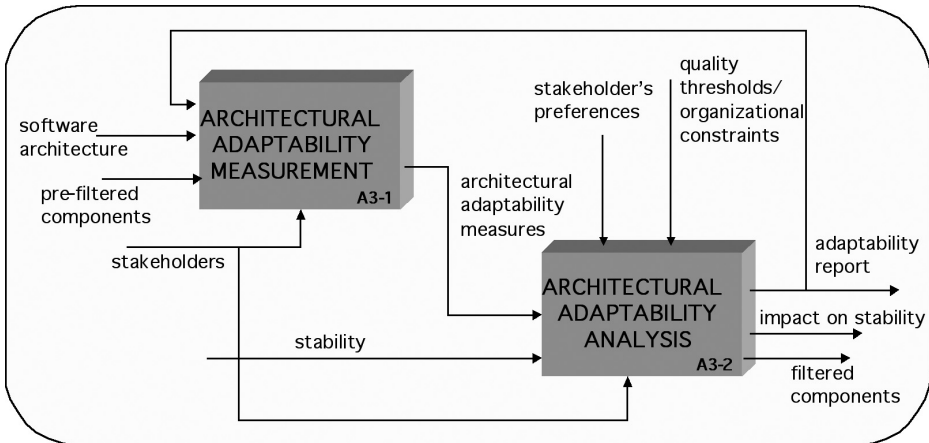 software
architecture
pre-filtered
components
stakeholders
ARCHITECTURAL
ADAPTABILITY
MEASUREMENT
A3-1
architectural
adaptability
measures
stability
stakeholder's
preferences
quality
thresholds/
organizational
constraints
ARCHITECTURAL
ADAPTABILITY
ANALYSIS
A3-2
adaptability
report
impact on stability
filtered
components